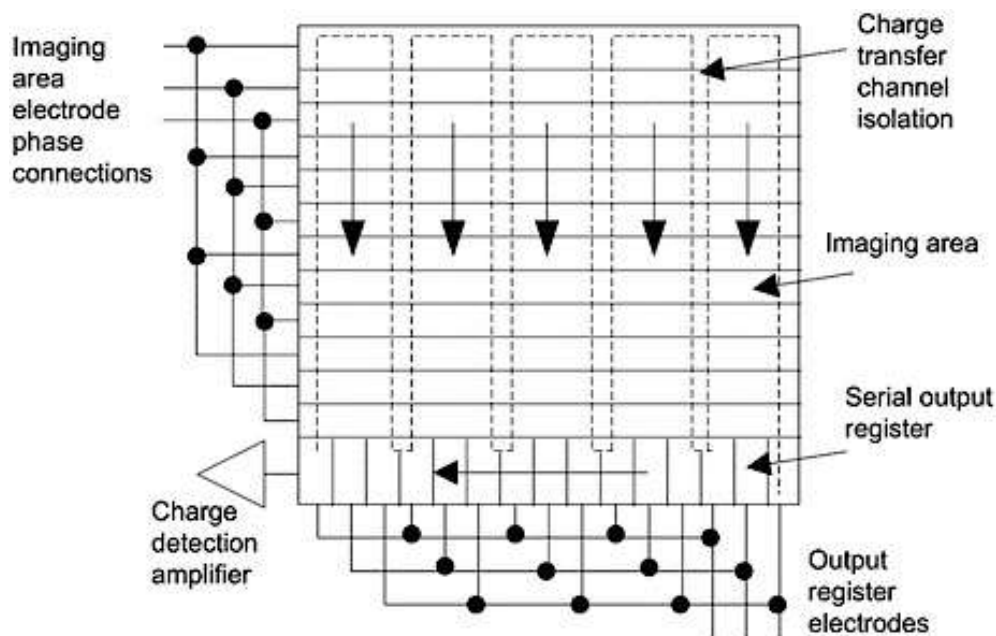 Imaging
area
electrode
phase
connections
Charge
transfer
channel
isolation
Imaging area
Serial output
register
Charge
detection
amplifier
Output
register
electrodes